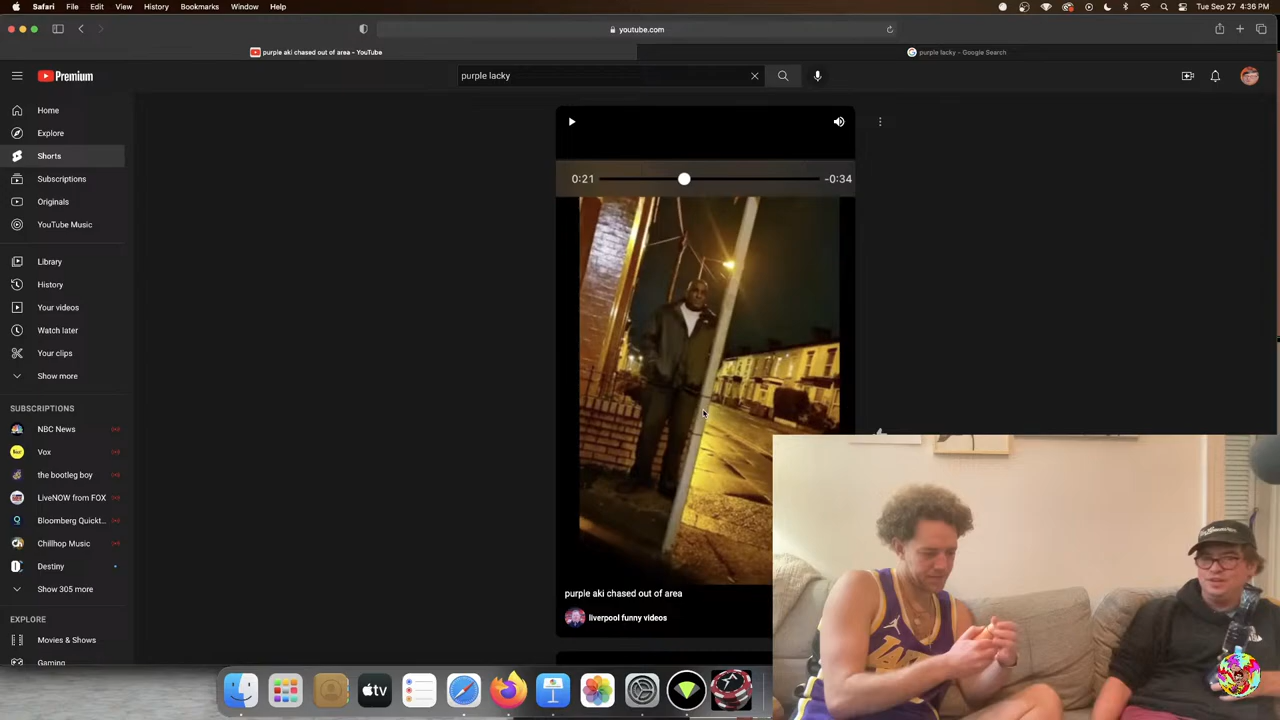 Safari File Edit View History Bookmarks Window Help Tue Sep 27 4:36 PM
youtube.com
purple aki chased out of area - YouTube
purple lacky - Google Search
Premium
purple lacky
Home
Explore
Shorts
Subscriptions
Originals
YouTube Music
Library
History
Your videos
Watch later
Your clips
Show more
SUBSCRIPTIONS
NBC News
Vox
the bootleg boy
LiveNOW from FOX
Bloomberg Quickt...
Chillhop Music
Destiny
Show 305 more
EXPLORE
Movies & Shows
Gaming
0:21
-0:34
purple aki chased out of area
liverpool funny videos
tv